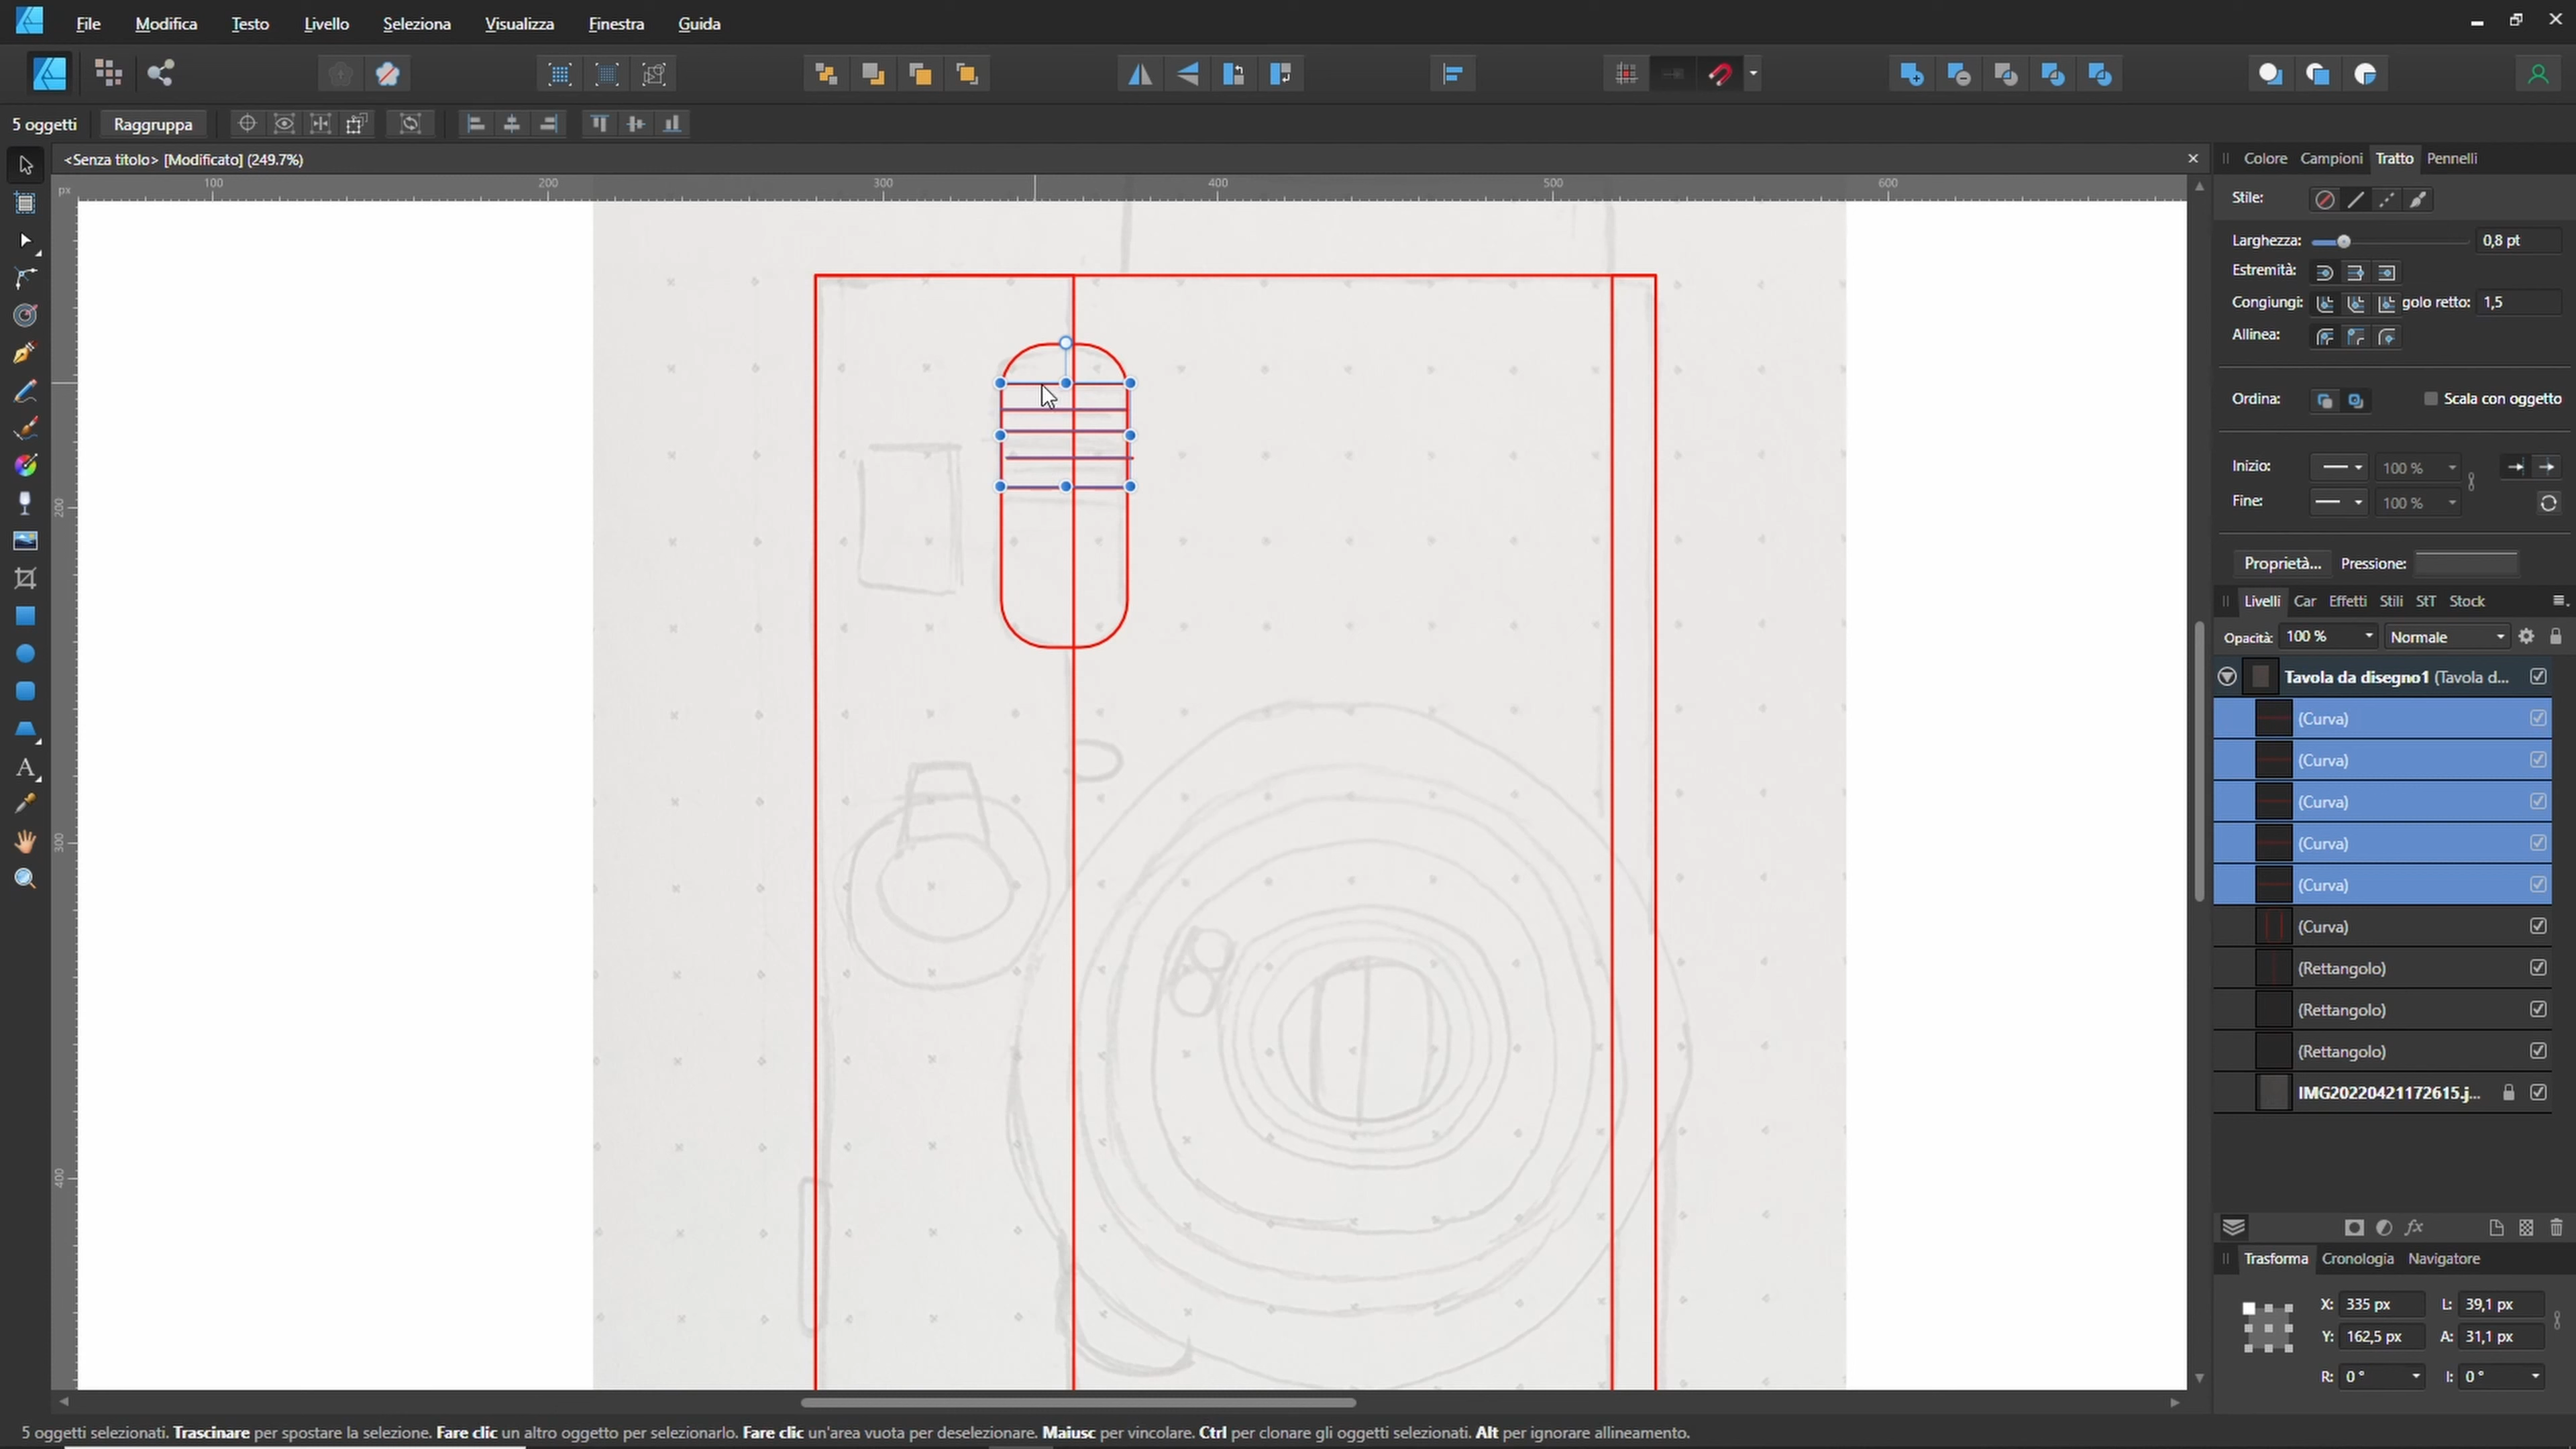 File Modifica Testo Livello Seleziona Visualizza Finestra Guida
5 oggetti Raggruppa
<Senza titolo> [Modificato] (249.7%)
px 100 200 300 400 500 600
200
300
400
Colore Campioni Tratto Pennelli
Stile:
Larghezza: 0,8 pt
Estremità:
Congiungi: golo retto: 1,5
Allinea:
Ordina: Scala con oggetto
Inizio: 100 %
Fine: 100 %
Proprietà... Pressione:
Livelli Car Effetti Stili StT Stock
Opacità: 100 % Normale
Tavola da disegno1 (Tavola d...
(Curva)
(Curva)
(Curva)
(Curva)
(Curva)
(Curva)
(Rettangolo)
(Rettangolo)
(Rettangolo)
IMG20220421172615.j...
Trasforma Cronologia Navigatore
X: 335 px L: 39,1 px
Y: 162,5 px A: 31,1 px
R: 0 ° I: 0 °
5 oggetti selezionati. Trascinare per spostare la selezione. Fare clic un altro oggetto per selezionarlo. Fare clic un'area vuota per deselezionare. Maiusc per vincolare. Ctrl per clonare gli oggetti selezionati. Alt per ignorare allineamento.